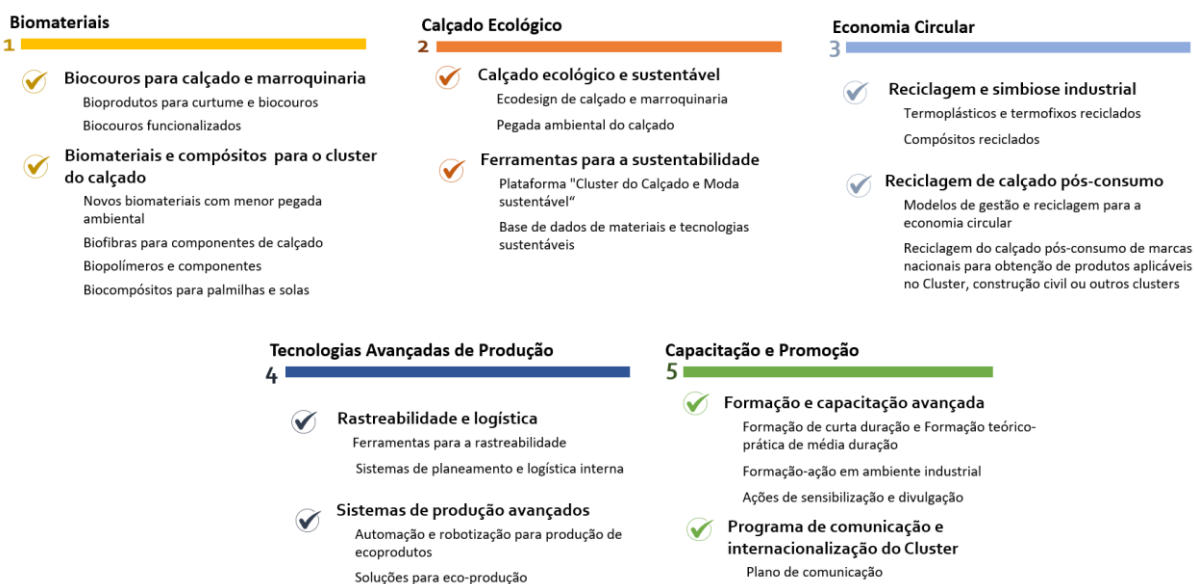 Biomateriais
1
Biocouros para calçado e marroquinaria
Bioprodutos para curtume e biocouros
Biocouros funcionalizados
Biomateriais e compósitos para o cluster
do calçado
Novos biomateriais com menor pegada
ambiental
Biofibras para componentes de calçado
Biopolímeros e componentes
Biocompósitos para palmilhas e solas
Calçado Ecológico
2
Calçado ecológico e sustentável
Ecodesign de calçado e marroquinaria
Pegada ambiental do calçado
Ferramentas para a sustentabilidade
Plataforma "Cluster do Calçado e Moda
sustentável“
Base de dados de materiais e tecnologias
sustentáveis
Economia Circular
3
Reciclagem e simbiose industrial
Termoplásticos e termofixos reciclados
Compósitos reciclados
Reciclagem de calçado pós-consumo
Modelos de gestão e reciclagem para a
economia circular
Reciclagem do calçado pós-consumo de marcas
nacionais para obtenção de produtos aplicáveis
no Cluster, construção civil ou outros clusters
Tecnologias Avançadas de Produção
4
Rastreabilidade e logística
Ferramentas para a rastreabilidade
Sistemas de planeamento e logística interna
Sistemas de produção avançados
Automação e robotização para produção de
ecoprodutos
Soluções para eco-produção
Capacitação e Promoção
5
Formação e capacitação avançada
Formação de curta duração e Formação teórico-
prática de média duração
Formação-ação em ambiente industrial
Ações de sensibilização e divulgação
Programa de comunicação e
internacionalização do Cluster
Plano de comunicação